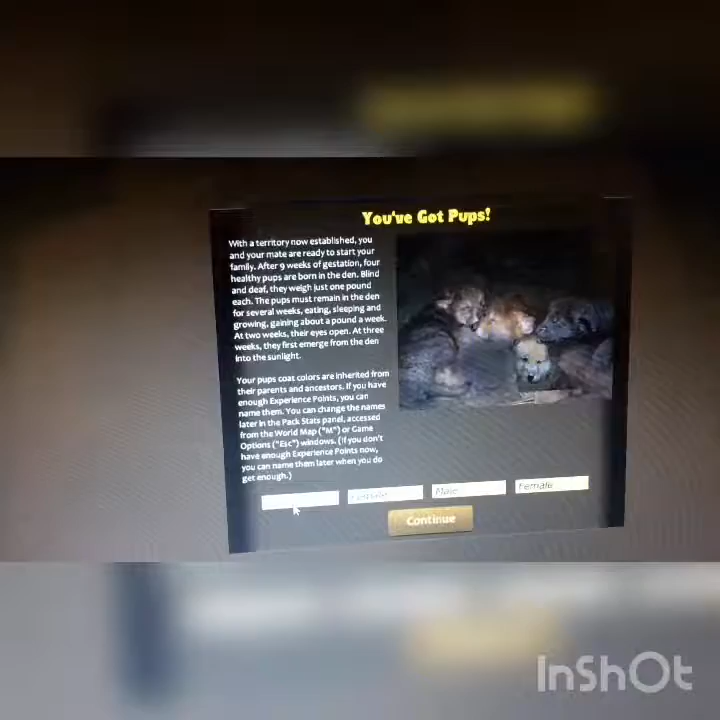 You've Got Pups!
With a territory now established, you
and your mate are ready to start your
family. After 9 weeks of gestation, four
healthy pups are born in the den. Blind
and deaf, they weigh just one pound
each. The pups must remain in the den
for several weeks, eating, sleeping and
growing, gaining about a pound a week.
At two weeks, their eyes open. At three
weeks, they first emerge from the den
into the sunlight.
Your pups coat colors are inherited from
their parents and ancestors. If you have
enough Experience Points, you can
name them. You can change the names
later in the Pack Stats panel, accessed
from the World Map ("M") or Game
Options ("Esc") windows. (If you don't
have enough Experience Points now,
you can name them later when you do
get enough.)
Male Female
Continue
InShOt